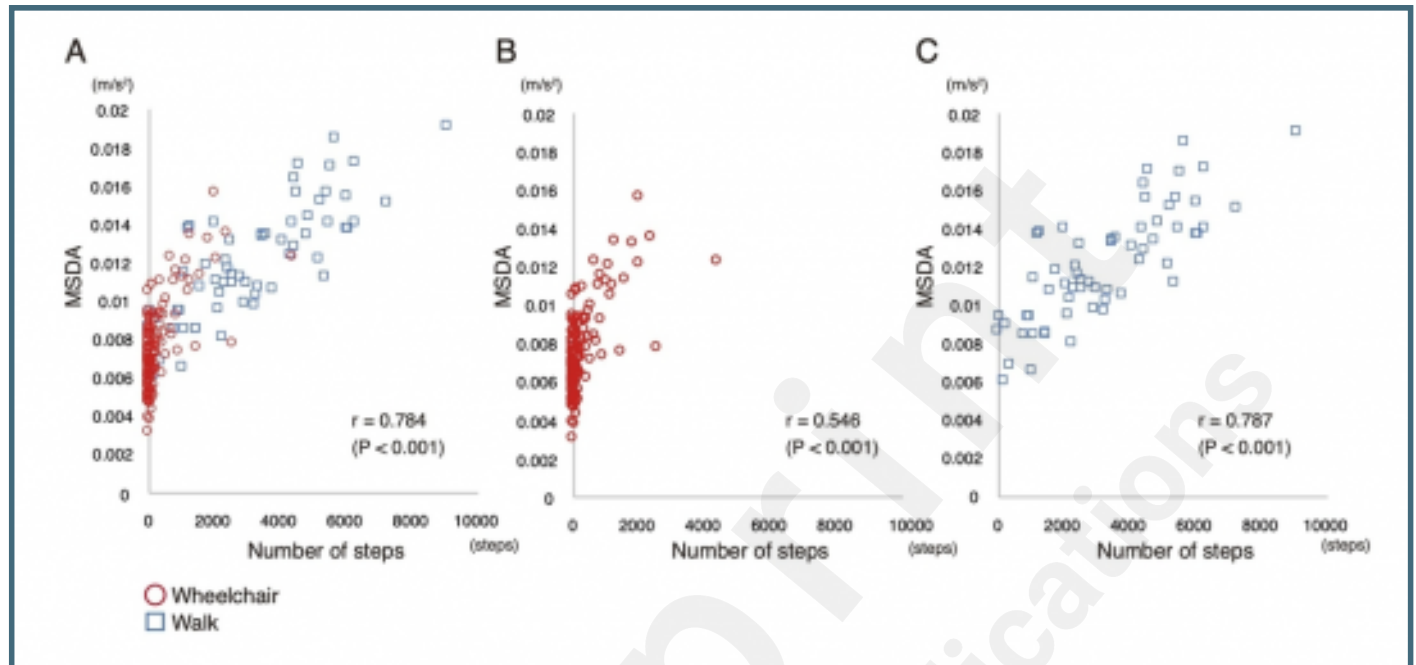 A
B
C
(m/s²)
(m/s²)
(m/s²)
0.02
0.018
0.016
0.014
0.012
0.01
0.008
0.006
0.004
0.002
0
MSDA
r = 0.784
(P < 0.001)
0 2000 4000 6000 8000 10000
Number of steps
(steps)
0.02
0.018
0.016
0.014
0.012
0.01
0.008
0.006
0.004
0.002
0
MSDA
r = 0.546
(P < 0.001)
0 2000 4000 6000 8000 10000
Number of steps
(steps)
0.02
0.018
0.016
0.014
0.012
0.01
0.008
0.006
0.004
0.002
0
MSDA
r = 0.787
(P < 0.001)
0 2000 4000 6000 8000 10000
Number of steps
(steps)
Wheelchair
Walk
print
ications